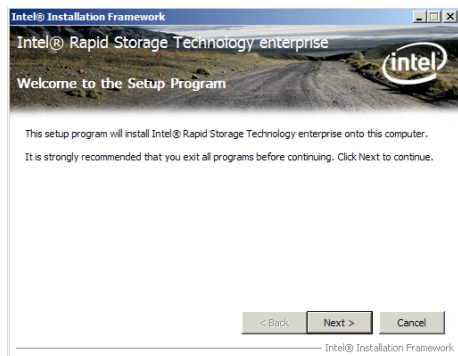 Intel® Installation Framework
Intel® Rapid Storage Technology enterprise
intel
Welcome to the Setup Program
This setup program will install Intel® Rapid Storage Technology enterprise onto this computer.
It is strongly recommended that you exit all programs before continuing. Click Next to continue.
< Back Next > Cancel
Intel® Installation Framework